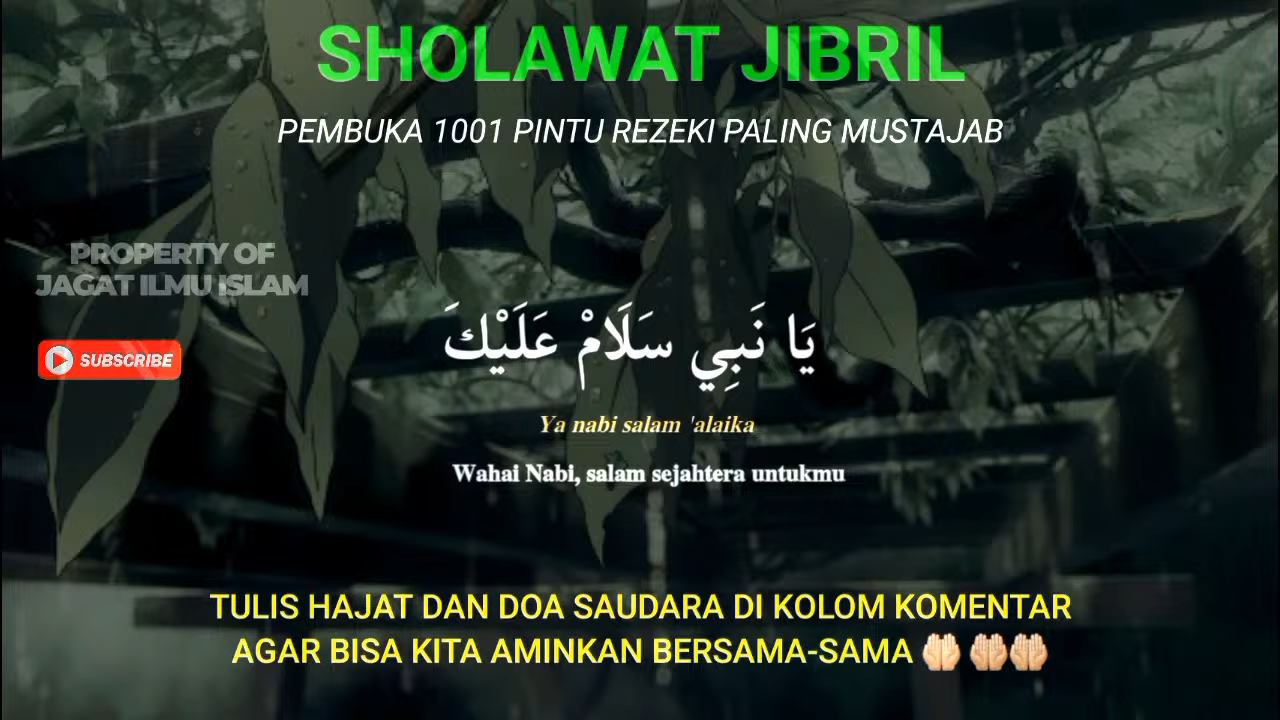 SHOLAWAT JIBRIL
PEMBUKA 1001 PINTU REZEKI PALING MUSTAJAB
PROPERTY OF
JAGAT ILMU ISLAM
SUBSCRIBE
يَا نَبِي سَلَامْ عَلَيْكَ
Ya nabi salam 'alaika
Wahai Nabi, salam sejahtera untukmu
TULIS HAJAT DAN DOA SAUDARA DI KOLOM KOMENTAR
AGAR BISA KITA AMINKAN BERSAMA-SAMA 🤲🏻 🤲🏻🤲🏻